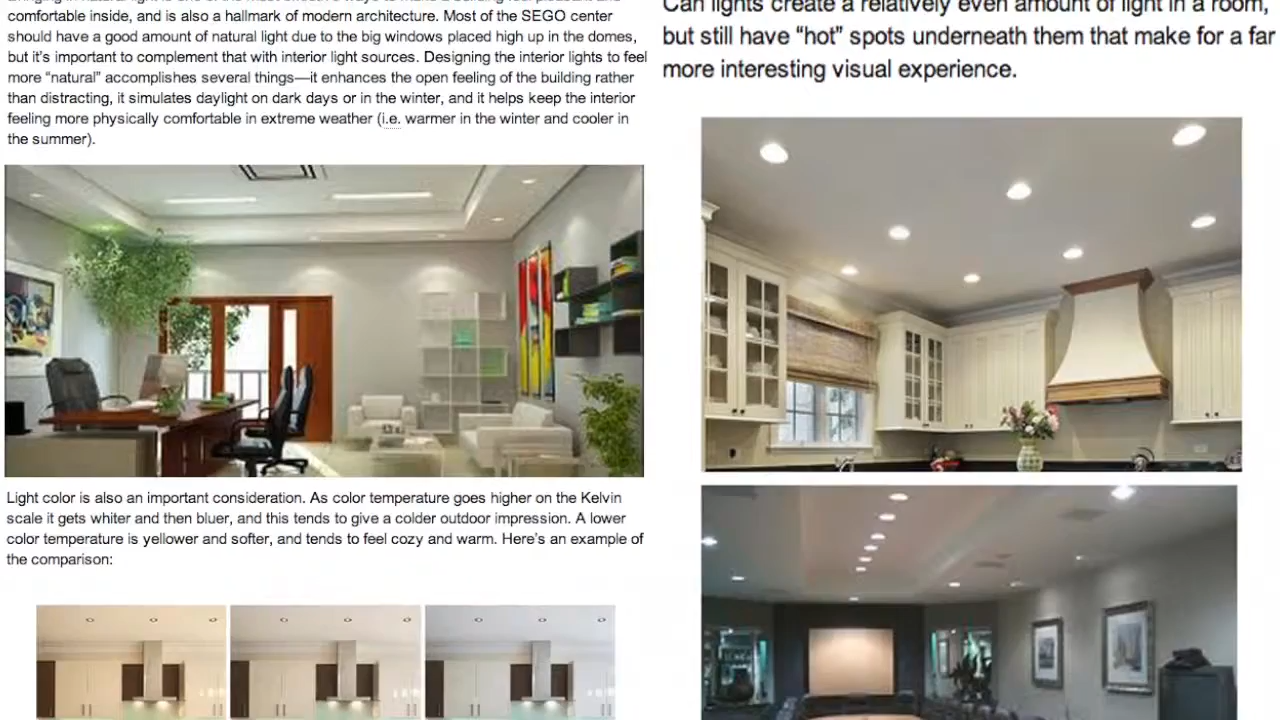 comfortable inside, and is also a hallmark of modern architecture. Most of the SEGO center
should have a good amount of natural light due to the big windows placed high up in the domes,
but it’s important to complement that with interior light sources. Designing the interior lights to feel
more “natural” accomplishes several things—it enhances the open feeling of the building rather
than distracting, it simulates daylight on dark days or in the winter, and it helps keep the interior
feeling more physically comfortable in extreme weather (i.e. warmer in the winter and cooler in
the summer).
Light color is also an important consideration. As color temperature goes higher on the Kelvin
scale it gets whiter and then bluer, and this tends to give a colder outdoor impression. A lower
color temperature is yellower and softer, and tends to feel cozy and warm. Here’s an example of
the comparison:
Can lights create a relatively even amount of light in a room,
but still have “hot” spots underneath them that make for a far
more interesting visual experience.